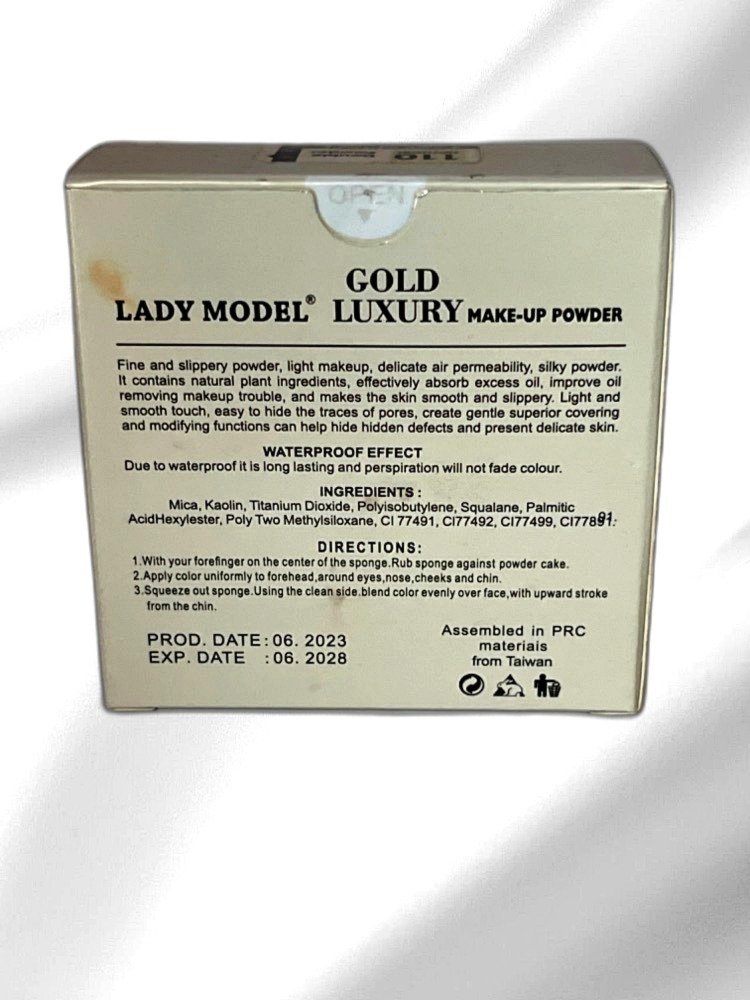 110
OPEN
GOLD
LADY MODEL® LUXURY MAKE-UP POWDER
Fine and slippery powder, light makeup, delicate air permeability, silky powder.
It contains natural plant ingredients, effectively absorb excess oil, improve oil
removing makeup trouble, and makes the skin smooth and slippery. Light and
smooth touch, easy to hide the traces of pores, create gentle superior covering
and modifying functions can help hide hidden defects and present delicate skin.
WATERPROOF EFFECT
Due to waterproof it is long lasting and perspiration will not fade colour.
INGREDIENTS :
Mica, Kaolin, Titanium Dioxide, Polyisobutylene, Squalane, Palmitic
AcidHexylester, Poly Two Methylsiloxane, CI 77491, CI77492, CI77499, CI77891.
DIRECTIONS:
1.With your forefinger on the center of the sponge.Rub sponge against powder cake.
2.Apply color uniformly to forehead,around eyes,nose,cheeks and chin.
3.Squeeze out sponge.Using the clean side.blend color evenly over face,with upward stroke
from the chin.
PROD. DATE : 06. 2023
EXP. DATE : 06. 2028
Assembled in PRC
materiais
from Taiwan